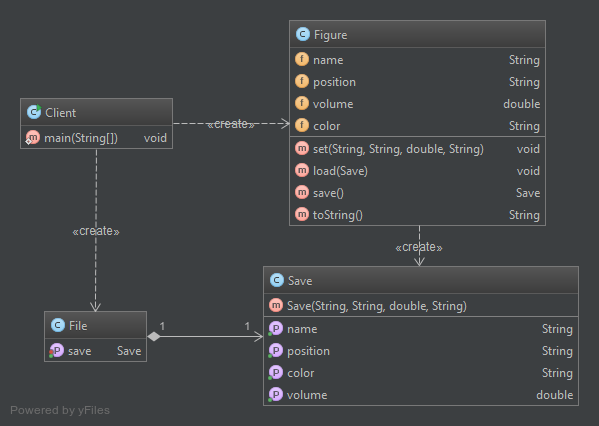 C Figure
f name String
f position String
f volume double
f color String
m set(String, String, double, String) void
m load(Save) void
m save() Save
m toString() String
C Client
m main(String[]) void
«create»
«create»
«create»
C File
P save Save
1 1
C Save
m Save(String, String, double, String)
P name String
P position String
P color String
P volume double
Powered by yFiles